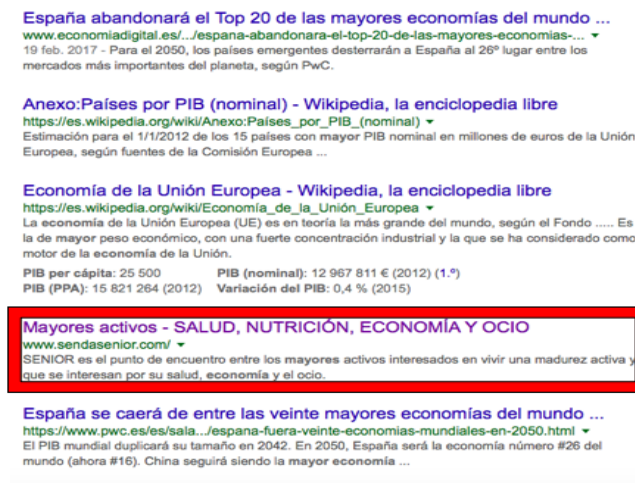 España abandonará el Top 20 de las mayores economías del mundo ...
www.economiadigital.es/.../espana-abandonara-el-top-20-de-las-mayores-economias-... ▾
19 feb. 2017 - Para el 2050, los países emergentes desterrarán a España al 26º lugar entre los
mercados más importantes del planeta, según PwC.
Anexo:Países por PIB (nominal) - Wikipedia, la enciclopedia libre
https://es.wikipedia.org/wiki/Anexo:Países_por_PIB_(nominal) ▾
Estimación para el 1/1/2012 de los 15 países con mayor PIB nominal en millones de euros de la Unión
Europea, según fuentes de la Comisión Europea ...
Economía de la Unión Europea - Wikipedia, la enciclopedia libre
https://es.wikipedia.org/wiki/Economía_de_la_Unión_Europea ▾
La economía de la Unión Europea (UE) es en teoría la más grande del mundo, según el Fondo ..... Es
la de mayor peso económico, con una fuerte concentración industrial y la que se ha considerado como
motor de la economía de la Unión.
PIB per cápita: 25 500 PIB (nominal): 12 967 811 € (2012) (1.º)
PIB (PPA): 15 821 264 (2012) Variación del PIB: 0,4 % (2015)
Mayores activos - SALUD, NUTRICIÓN, ECONOMÍA Y OCIO
www.sendasenior.com/ ▾
SENIOR es el punto de encuentro entre los mayores activos interesados en vivir una madurez activa y
que se interesan por su salud, economía y el ocio.
España se caerá de entre las veinte mayores economías del mundo ...
https://www.pwc.es/es/sala.../espana-fuera-veinte-economias-mundiales-en-2050.html ▾
El PIB mundial duplicará su tamaño en 2042. En 2050, España será la economía número #26 del
mundo (ahora #16). China seguirá siendo la mayor economía ...